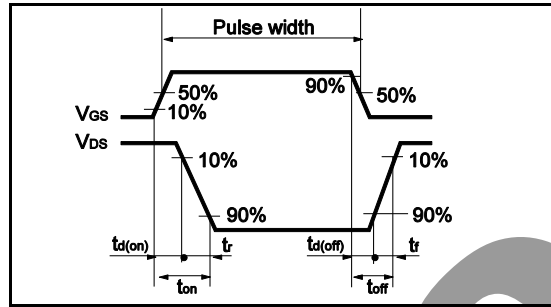 Pulse width
90%
50%
50%
10%
VGS
VDS
10%
10%
90%
90%
td(on)
tr
td(off)
tf
ton
toff